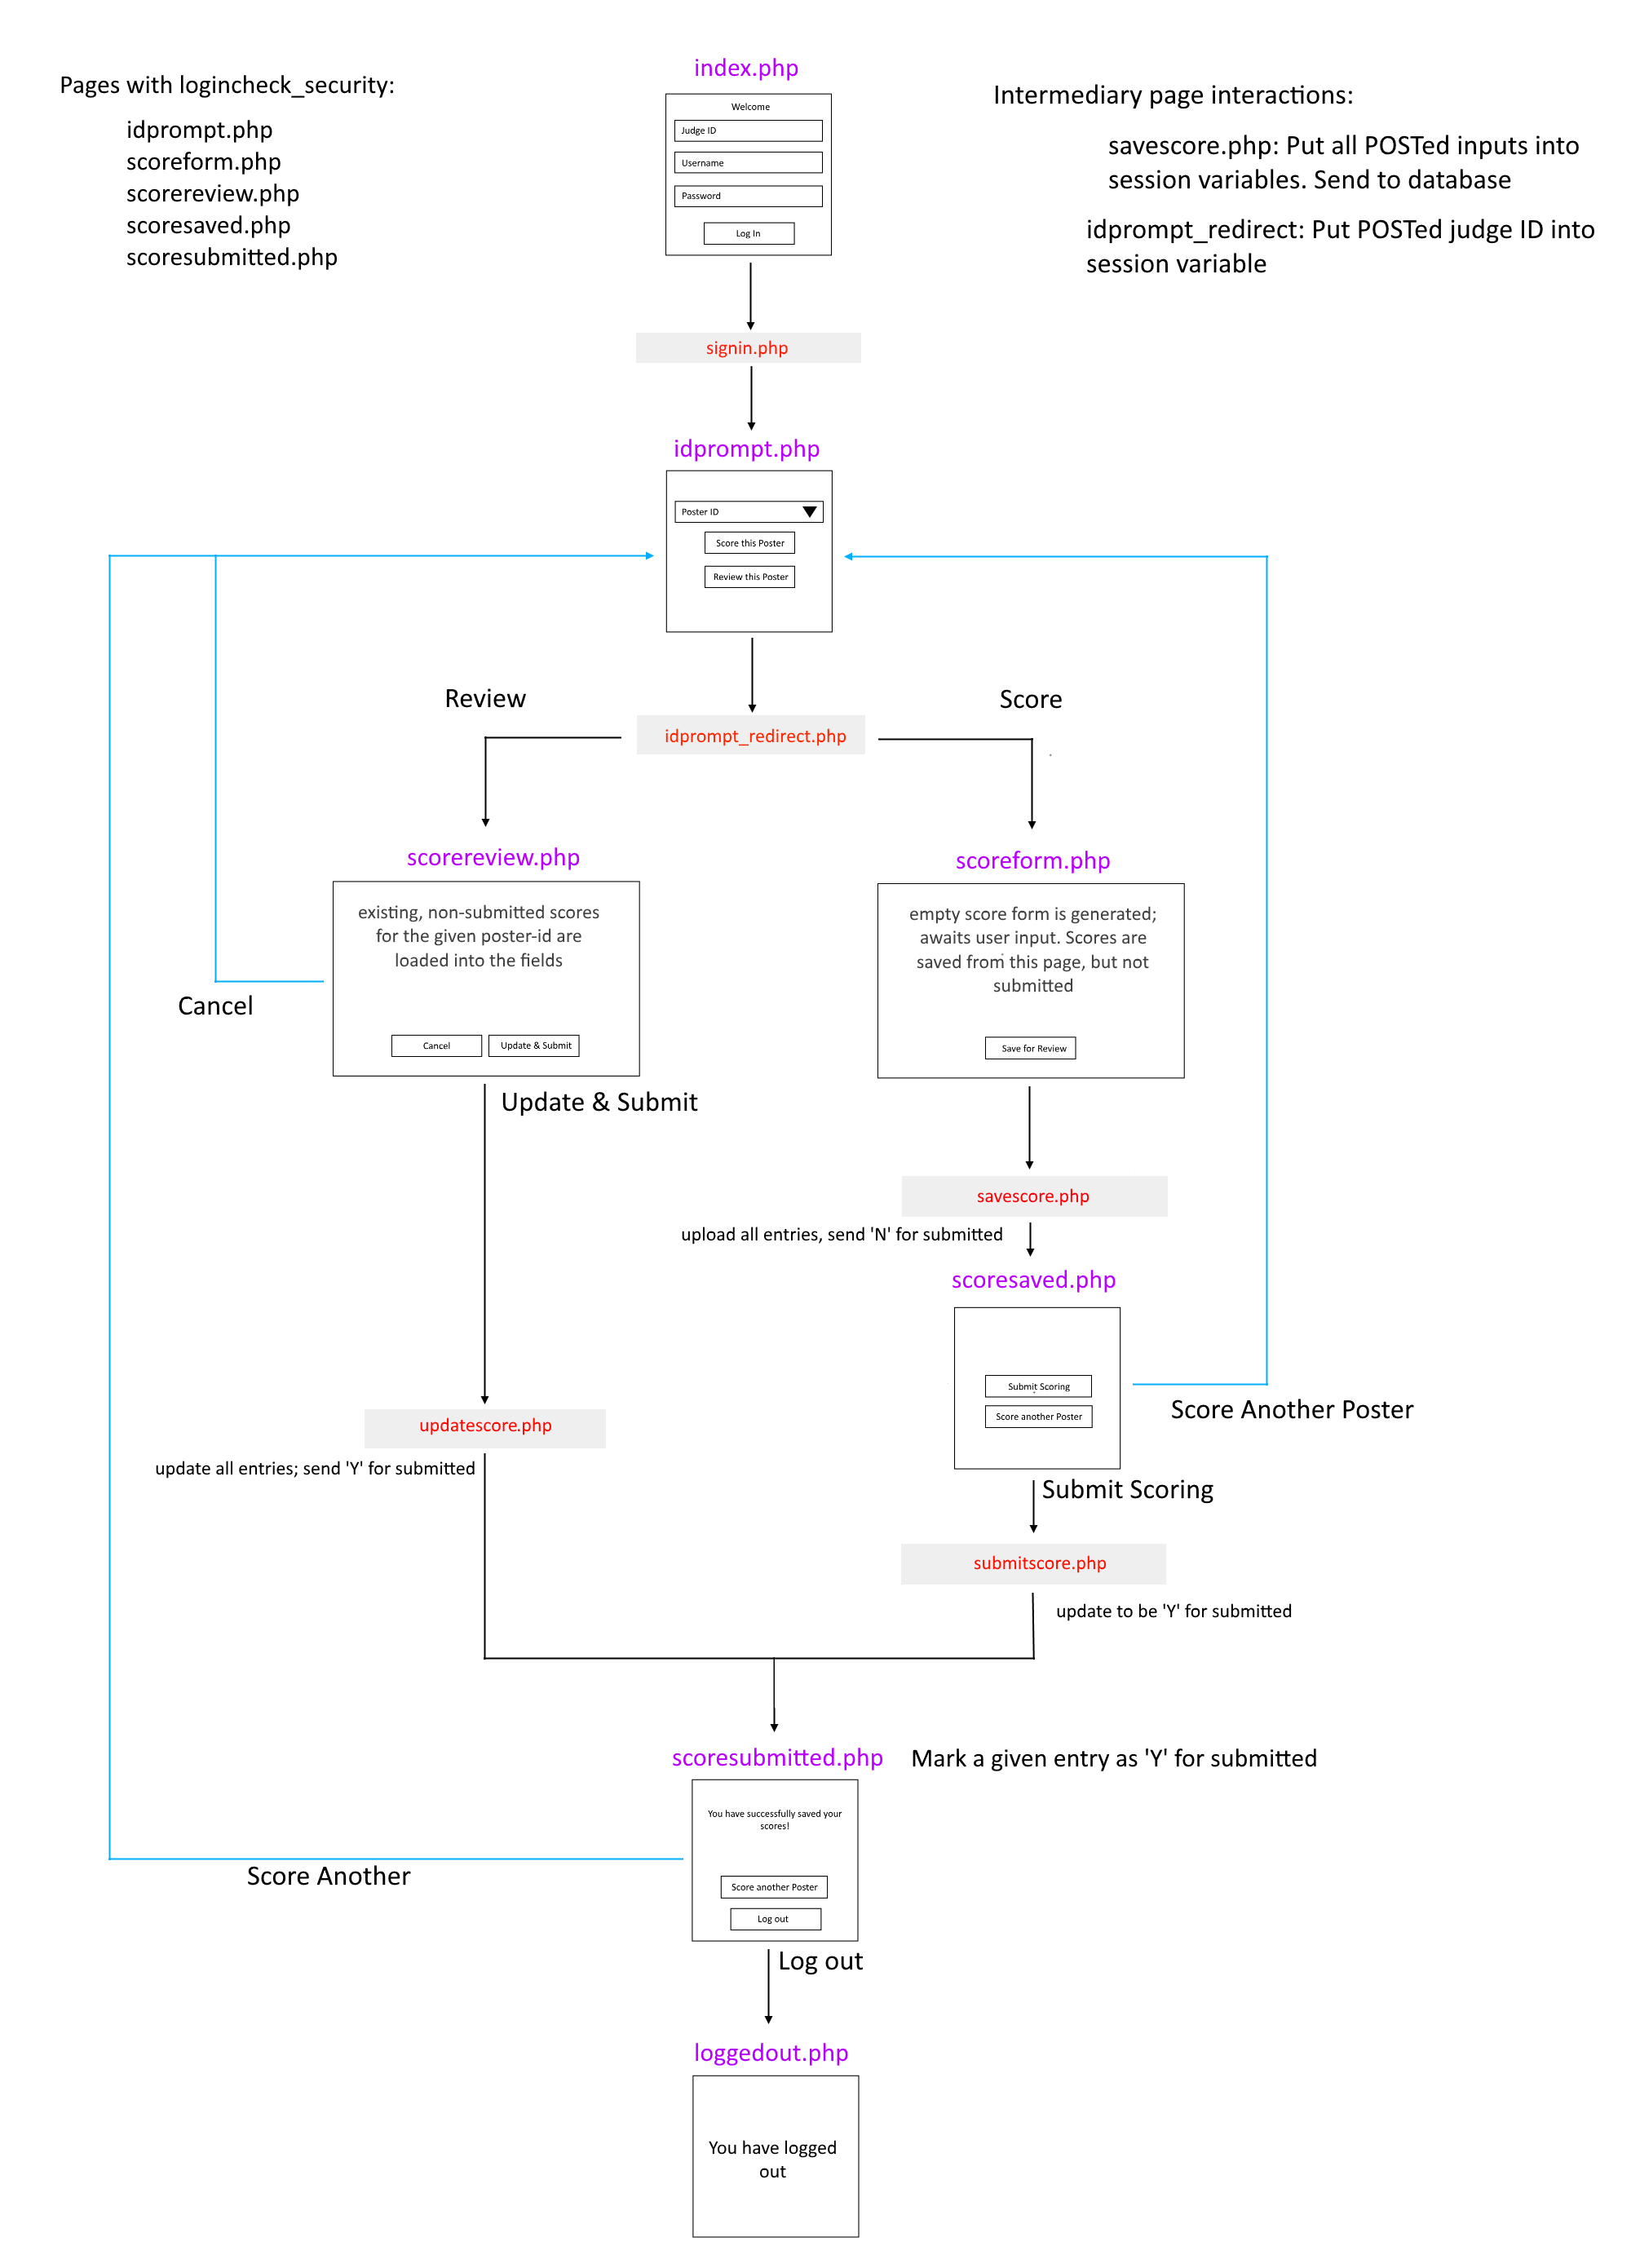 index.php
Pages with logincheck_security:
idprompt.php
scoreform.php
scorereview.php
scoresaved.php
scoresubmitted.php
Intermediary page interactions:
savescore.php: Put all POSTed inputs into
session variables. Send to database
idprompt_redirect: Put POSTed judge ID into
session variable
Welcome
Judge ID
Username
Password
Log In
signin.php
idprompt.php
Poster ID
Score this Poster
Review this Poster
Review
Score
idprompt_redirect.php
scorereview.php
existing, non-submitted scores
for the given poster-id are
loaded into the fields
Cancel
Update & Submit
Cancel
Update & Submit
scoreform.php
empty score form is generated;
awaits user input. Scores are
saved from this page, but not
submitted
Save for Review
savescore.php
upload all entries, send 'N' for submitted
scoresaved.php
Submit Scoring
Score another Poster
Score Another Poster
Submit Scoring
updatescore.php
update all entries; send 'Y' for submitted
submitscore.php
update to be 'Y' for submitted
scoresubmitted.php
Mark a given entry as 'Y' for submitted
You have successfully saved your
scores!
Score another Poster
Log out
Score Another
Log out
loggedout.php
You have logged
out